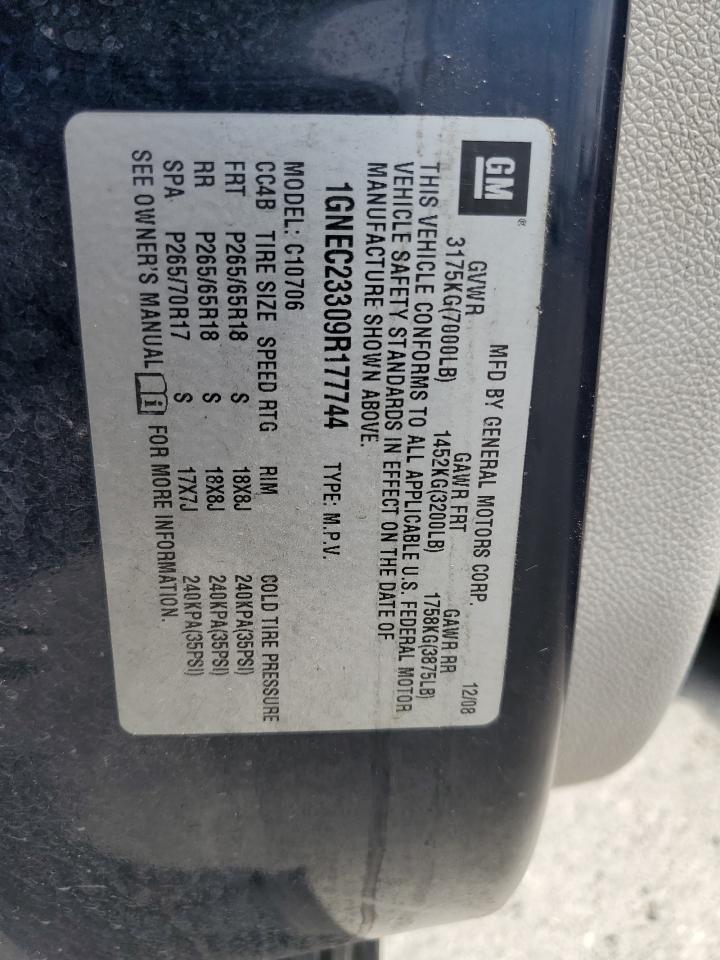 GM®
MFD BY GENERAL MOTORS CORP. 12/08
GVWR GAWR FRT GAWR RR
3175KG(7000LB) 1452KG(3200LB) 1758KG(3875LB)
THIS VEHICLE CONFORMS TO ALL APPLICABLE U.S. FEDERAL MOTOR
VEHICLE SAFETY STANDARDS IN EFFECT ON THE DATE OF
MANUFACTURE SHOWN ABOVE.
1GNEC23309R177744 TYPE: M.P.V.
MODEL: C10706
CC4B TIRE SIZE SPEED RTG RIM COLD TIRE PRESSURE
FRT P265/65R18 S 18X8J 240KPA(35PSI)
RR P265/65R18 S 18X8J 240KPA(35PSI)
SPA P265/70R17 S 17X7J 240KPA(35PSI)
SEE OWNER'S MANUAL i FOR MORE INFORMATION.